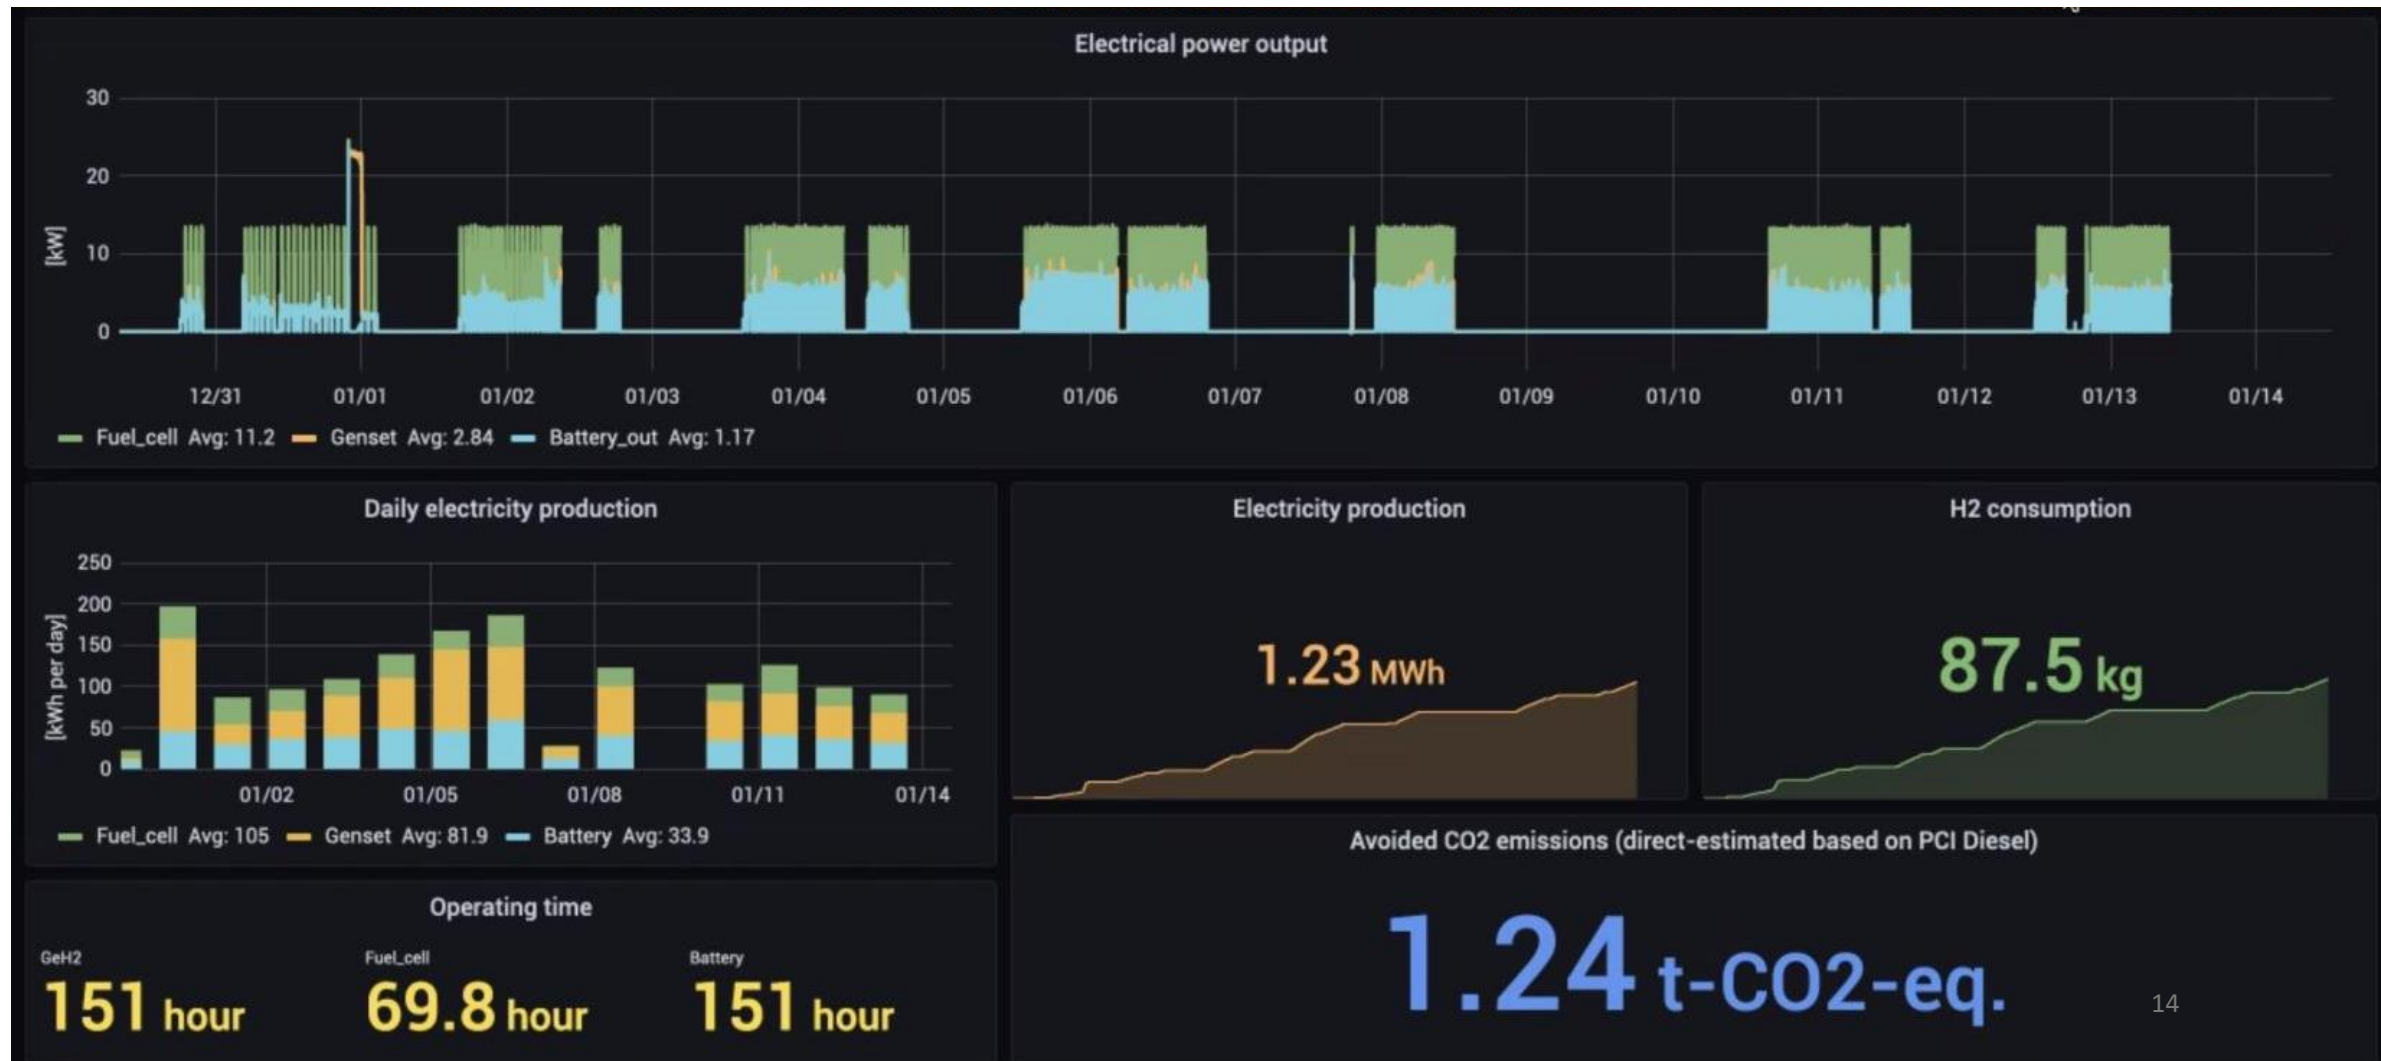 Electrical power output
30
20
10
0
[kW]
12/31 01/01 01/02 01/03 01/04 01/05 01/06 01/07 01/08 01/09 01/10 01/11 01/12 01/13 01/14
Fuel_cell Avg: 11.2 Genset Avg: 2.84 Battery_out Avg: 1.17
Daily electricity production
250
200
150
100
50
0
[kWh per day]
01/02 01/05 01/08 01/11 01/14
Fuel_cell Avg: 105 Genset Avg: 81.9 Battery Avg: 33.9
Electricity production
1.23 MWh
H2 consumption
87.5 kg
Operating time
GeH2 Fuel_cell Battery
151 hour 69.8 hour 151 hour
Avoided CO2 emissions (direct-estimated based on PCI Diesel)
1.24 t-CO2-eq.
14